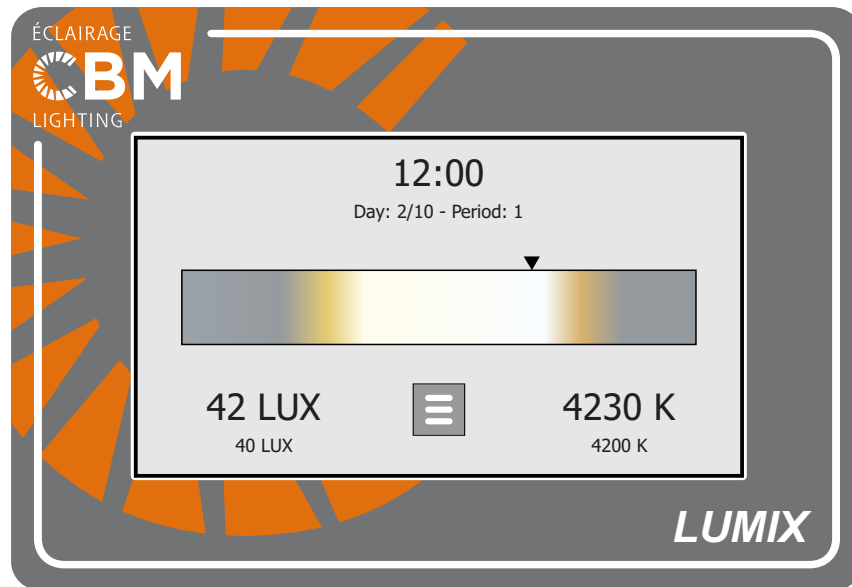 ÉCLAIRAGE
CBM
LIGHTING
12:00
Day: 2/10 - Period: 1
42 LUX
4230 K
40 LUX
4200 K
LUMIX